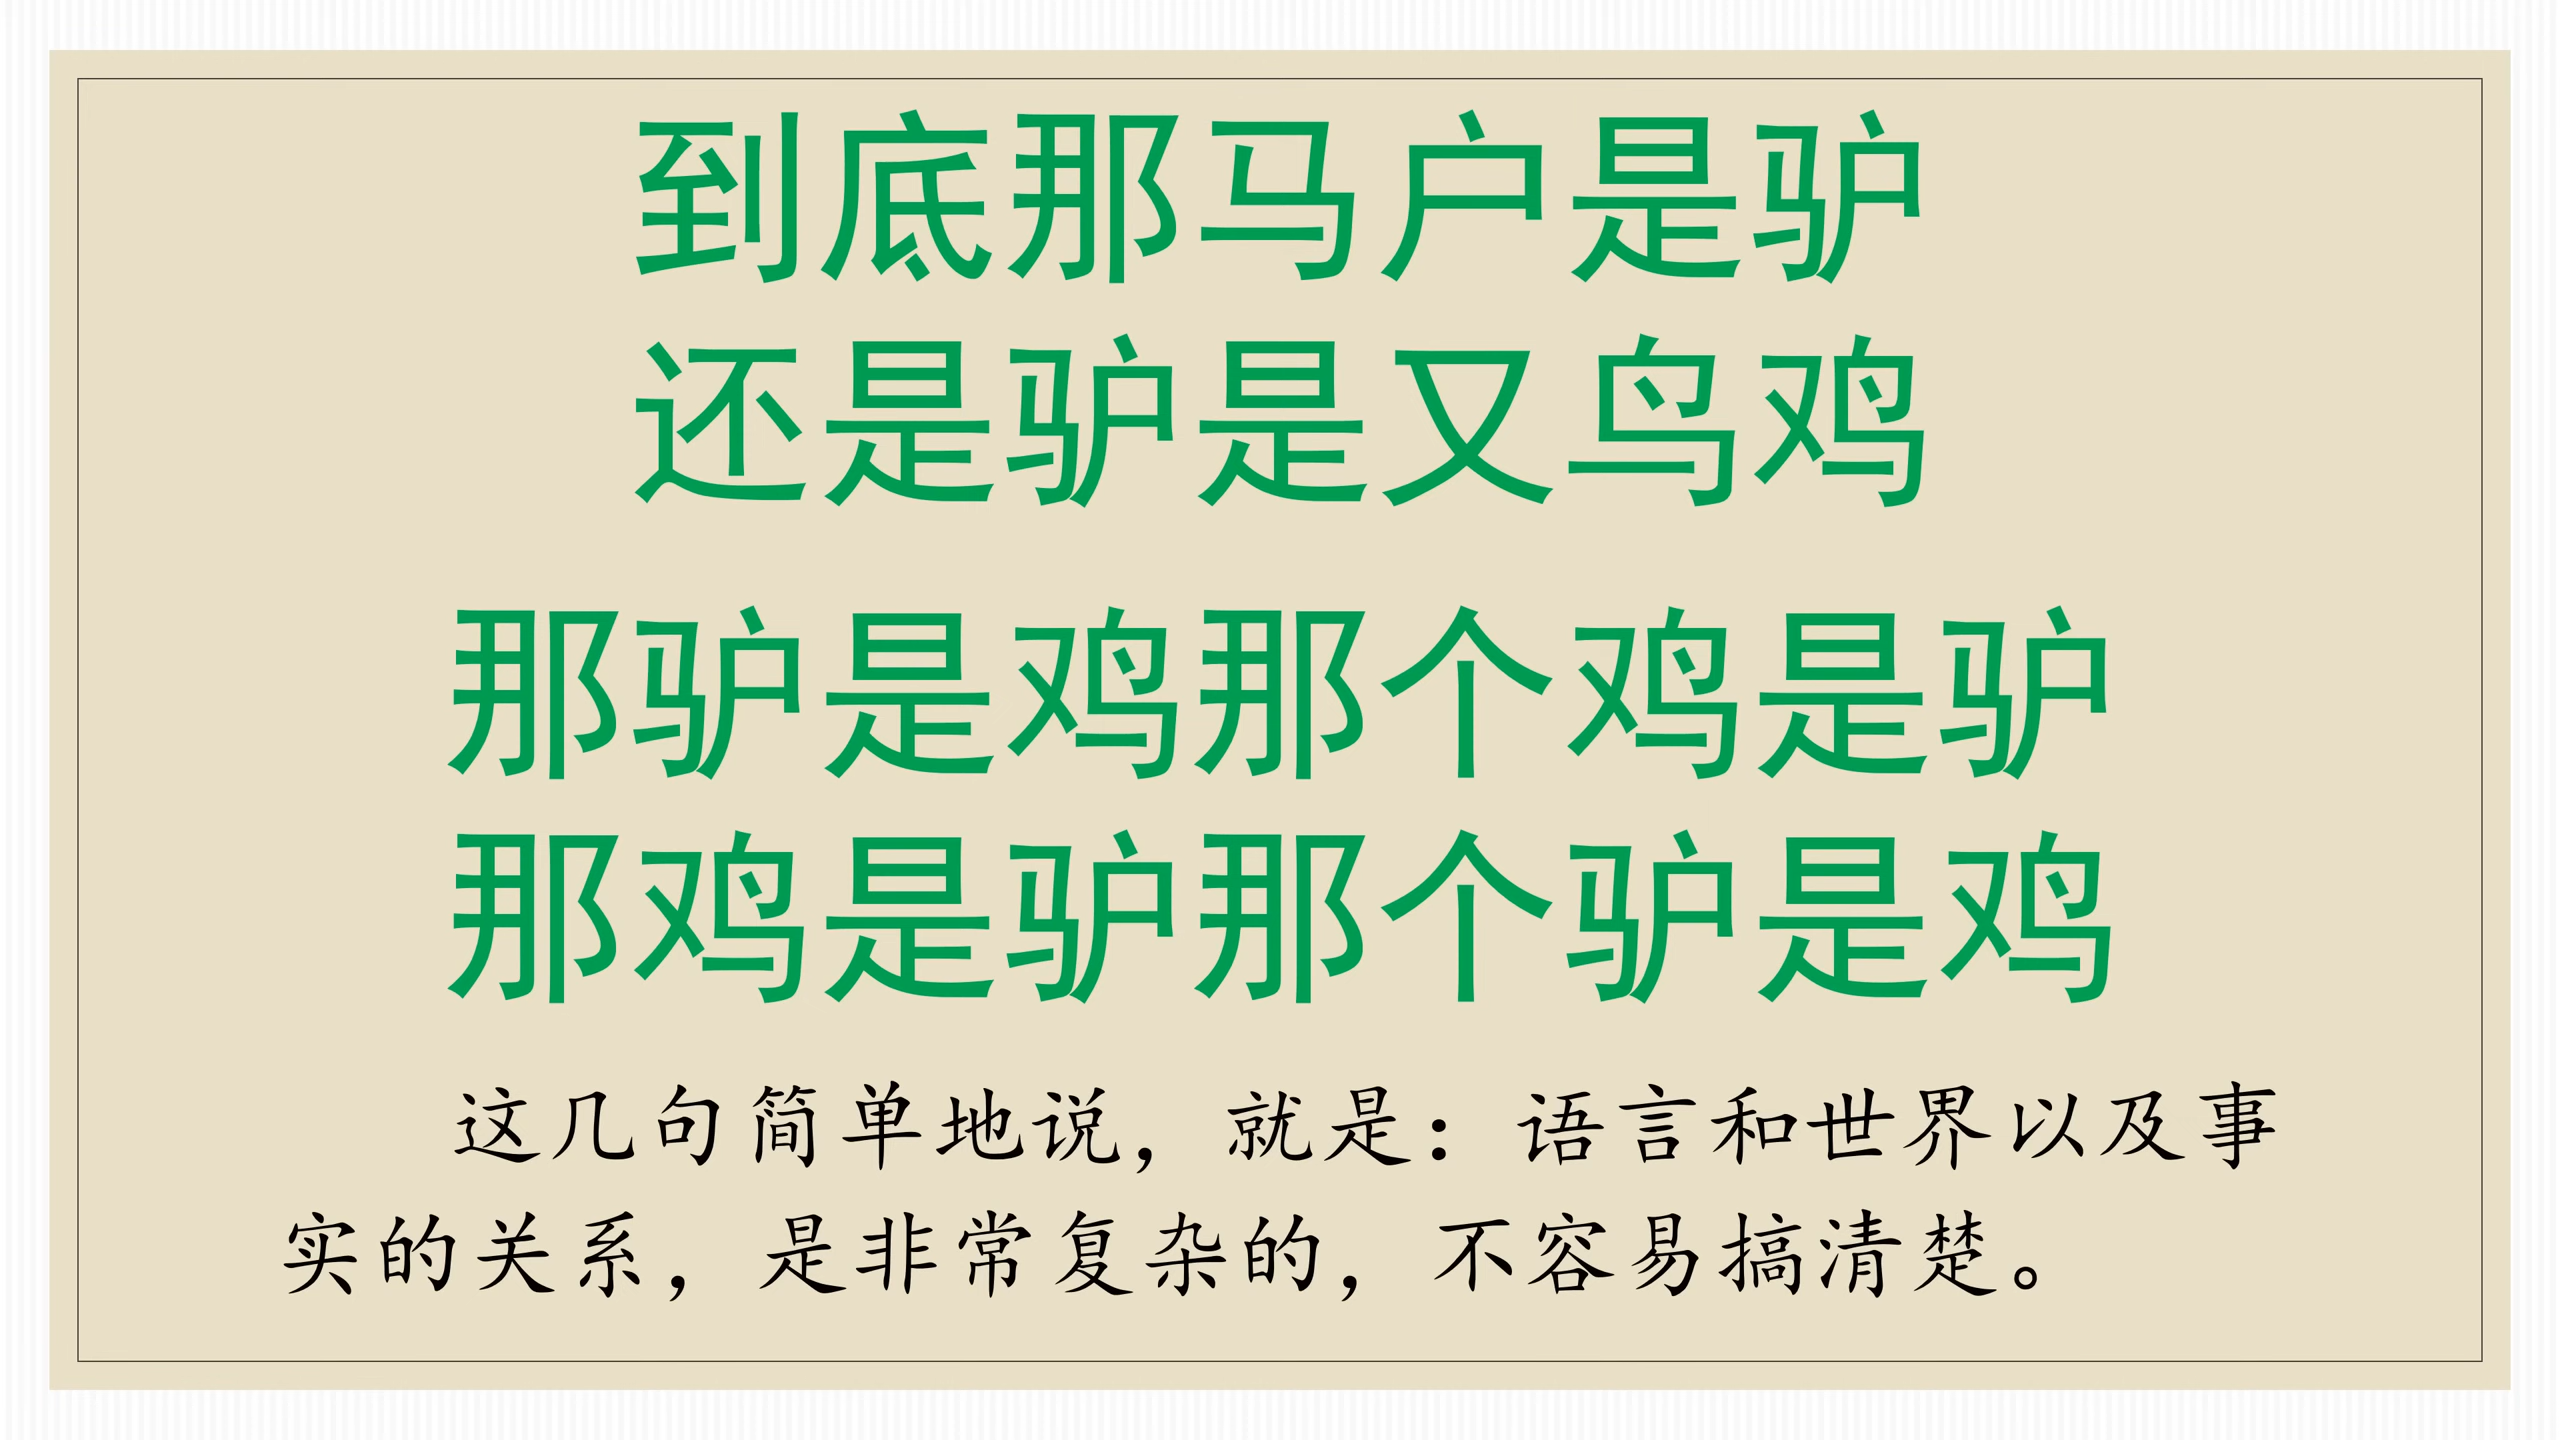 到底那马户是驴
还是驴是又鸟鸡
那驴是鸡那个鸡是驴
那鸡是驴那个驴是鸡
这几句简单地说，就是：语言和世界以及事
实的关系，是非常复杂的，不容易搞清楚。